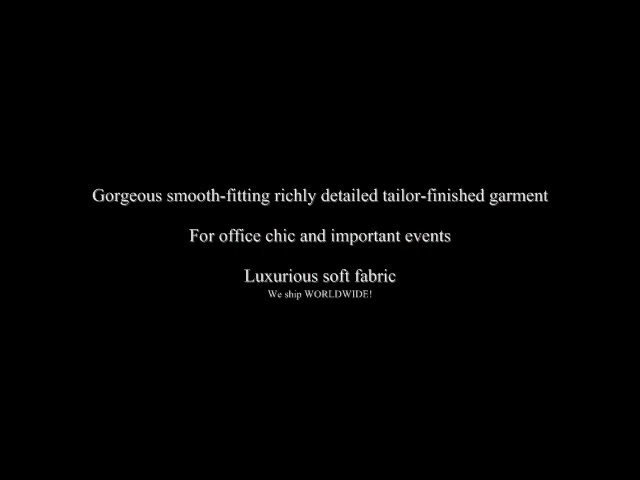 Gorgeous smooth-fitting richly detailed tailor-finished garment
For office chic and important events
Luxurious soft fabric
We ship WORLDWIDE!